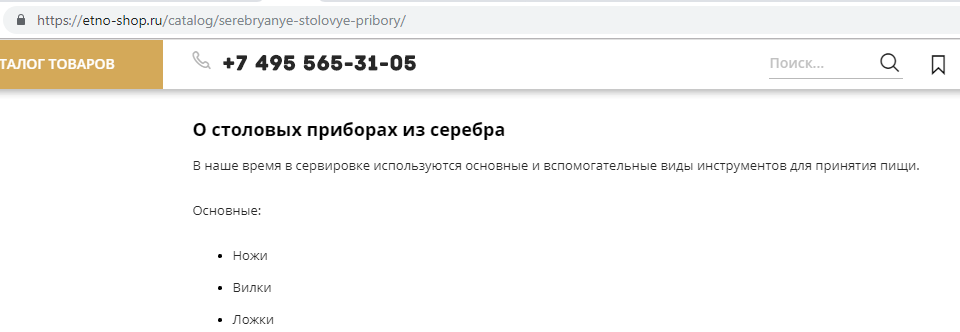 https://etno-shop.ru/catalog/serebryanye-stolovye-pribory/
ТАЛОГ ТОВАРОВ
+7 495 565-31-05
Поиск...
О столовых приборах из серебра
В наше время в сервировке используются основные и вспомогательные виды инструментов для принятия пищи.
Основные:
Ножи
Вилки
Ложки